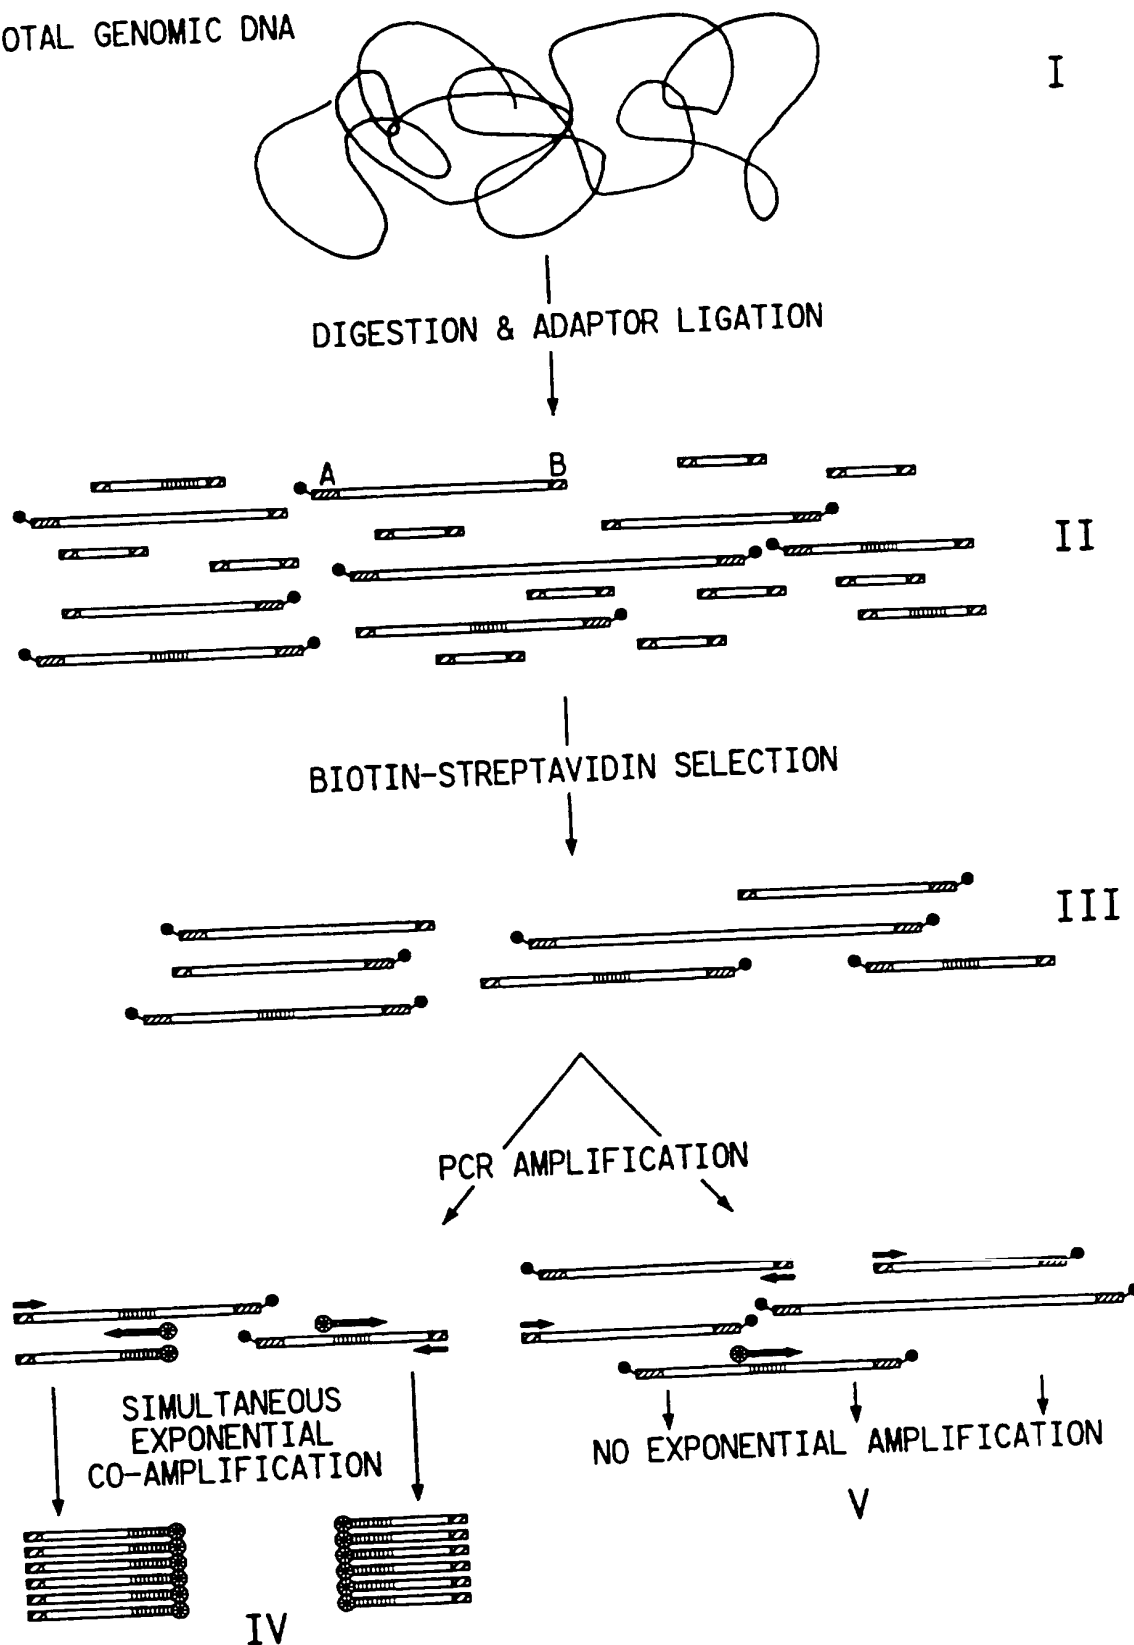 OTAL GENOMIC DNA
I
DIGESTION & ADAPTOR LIGATION
A
B
II
BIOTIN-STREPTAVIDIN SELECTION
III
PCR AMPLIFICATION
SIMULTANEOUS
EXPONENTIAL
CO-AMPLIFICATION
NO EXPONENTIAL AMPLIFICATION
V
IV